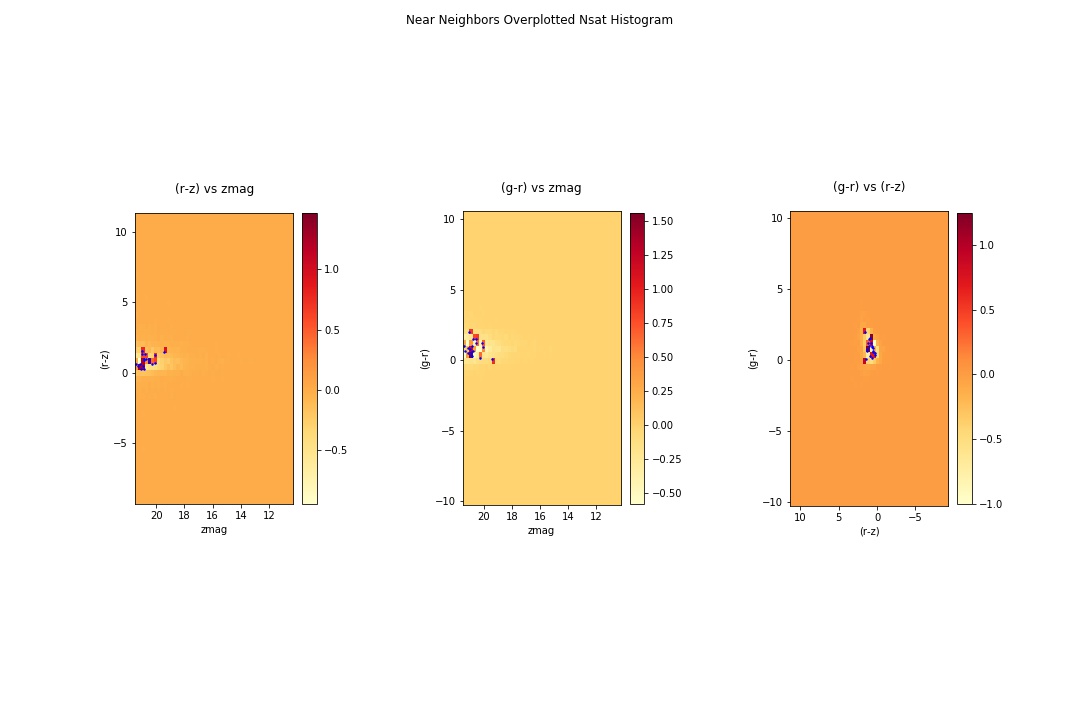 Near Neighbors Overplotted Nsat Histogram
(r-z) vs zmag
10
5
0
−5
(r-z)
20 18 16 14 12
zmag
1.0
0.5
0.0
−0.5
(g-r) vs zmag
10
5
0
−5
−10
(g-r)
20 18 16 14 12
zmag
1.50
1.25
1.00
0.75
0.50
0.25
0.00
−0.25
−0.50
(g-r) vs (r-z)
10
5
0
−5
−10
(g-r)
10 5 0 −5
(r-z)
1.0
0.5
0.0
−0.5
−1.0